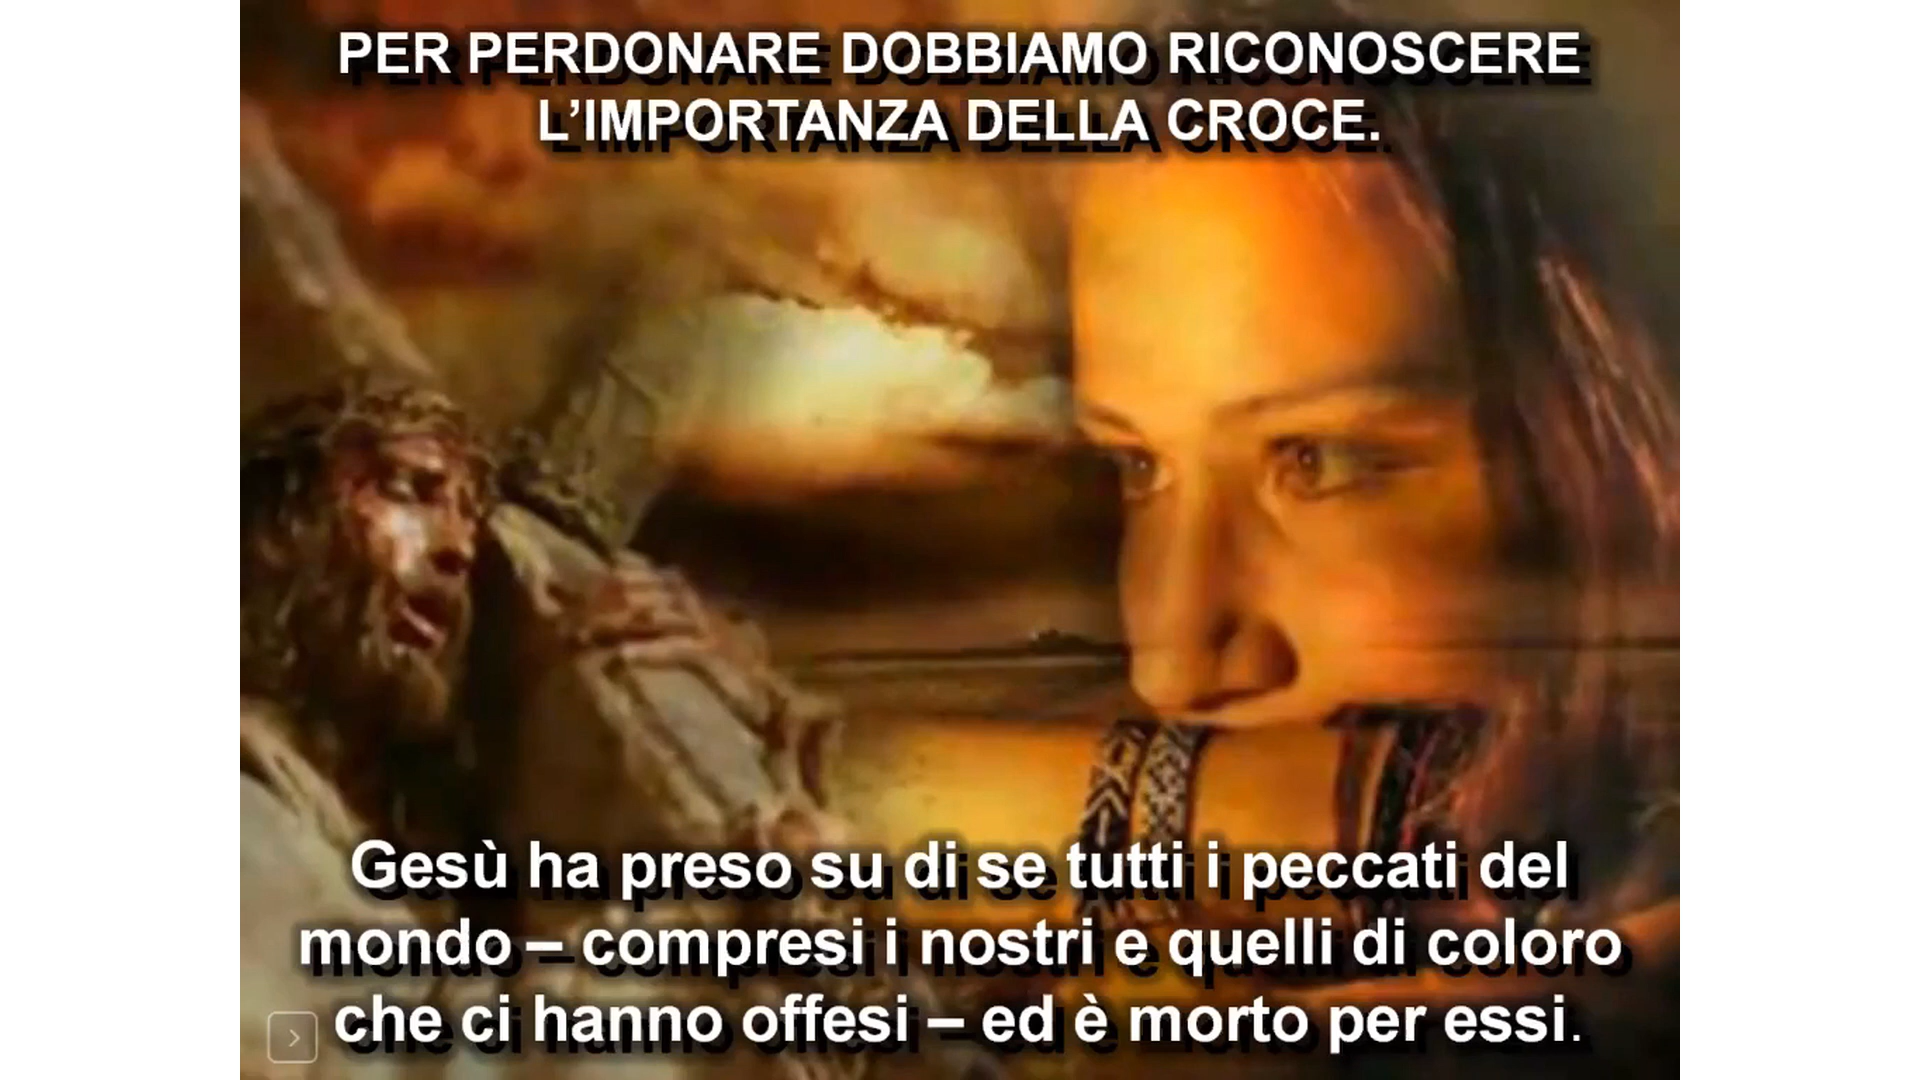 PER PERDONARE DOBBIAMO RICONOSCERE
L’IMPORTANZA DELLA CROCE.
Gesù ha preso su di se tutti i peccati del
mondo – compresi i nostri e quelli di coloro
che ci hanno offesi – ed è morto per essi.